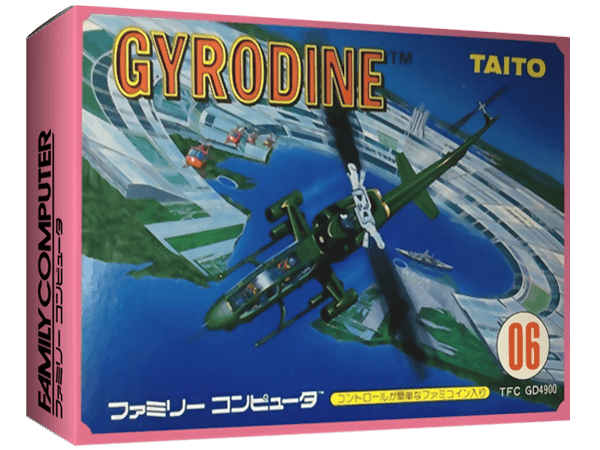 GYRODINE™
TAITO
FAMILY COMPUTER
ファミリー コンピュータ
06
ファミリー コンピュータ™
コントロールが簡単なファミコイン入り
TFC GD4900